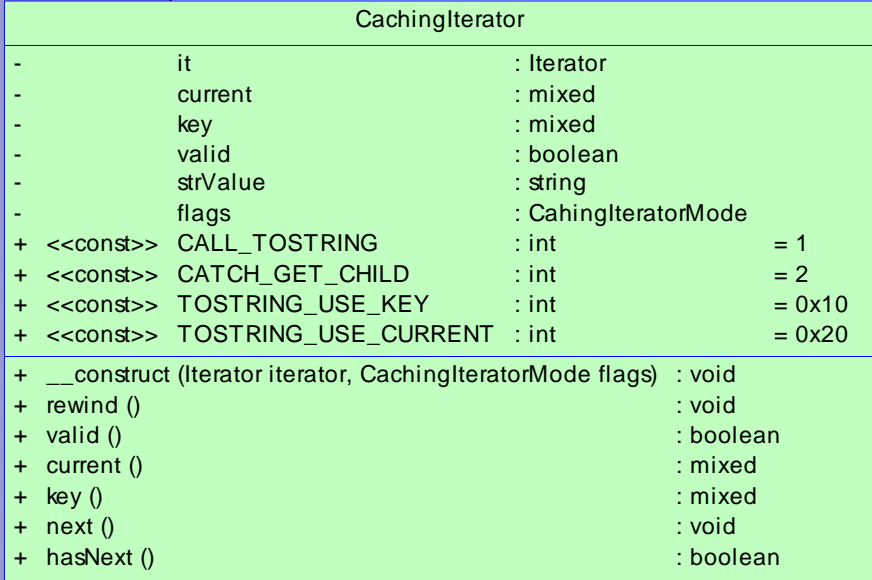 CachingIterator
- it : Iterator
- current : mixed
- key : mixed
- valid : boolean
- strValue : string
- flags : CahingIteratorMode
+ <<const>> CALL_TOSTRING : int = 1
+ <<const>> CATCH_GET_CHILD : int = 2
+ <<const>> TOSTRING_USE_KEY : int = 0x10
+ <<const>> TOSTRING_USE_CURRENT : int = 0x20
+ __construct (Iterator iterator, CachingIteratorMode flags) : void
+ rewind () : void
+ valid () : boolean
+ current () : mixed
+ key () : mixed
+ next () : void
+ hasNext () : boolean